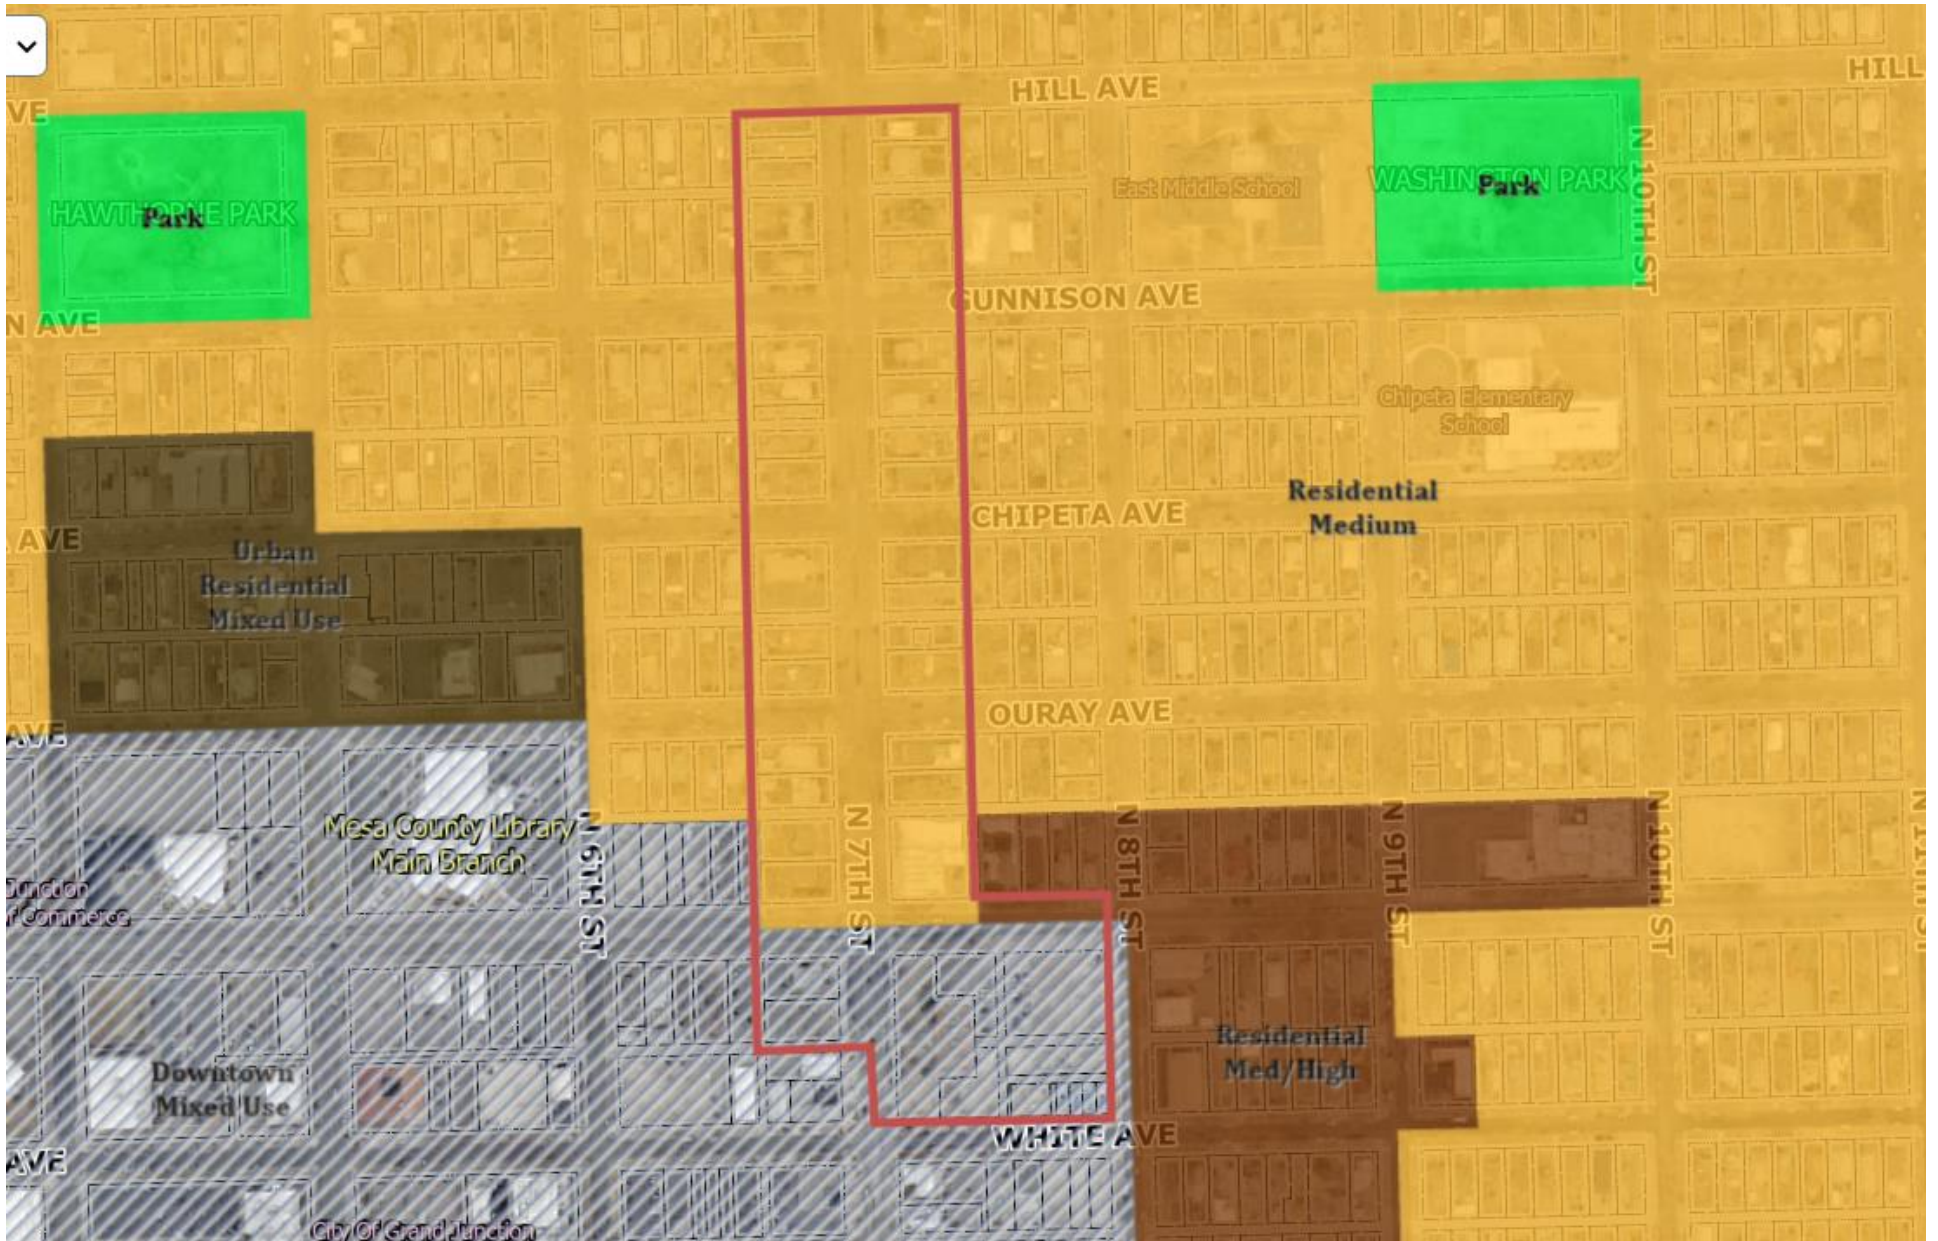 HILL AVE
HILL
VE
HAWTHORNE PARK
Park
East Middle School
WASHINGTON PARK
Park
N 10TH ST
N AVE
GUNNISON AVE
Chipeta Elementary
School
Residential
Medium
CHIPETA AVE
AVE
Urban
Residential
Mixed Use
OURAY AVE
AVE
Mesa County Library
Main Branch
N 6TH ST
N 7TH ST
N 8TH ST
N 9TH ST
N 10TH ST
N 11TH ST
Junction
of Commerce
Downtown
Mixed Use
Residential
Med/High
WHITE AVE
AVE
City Of Grand Junction